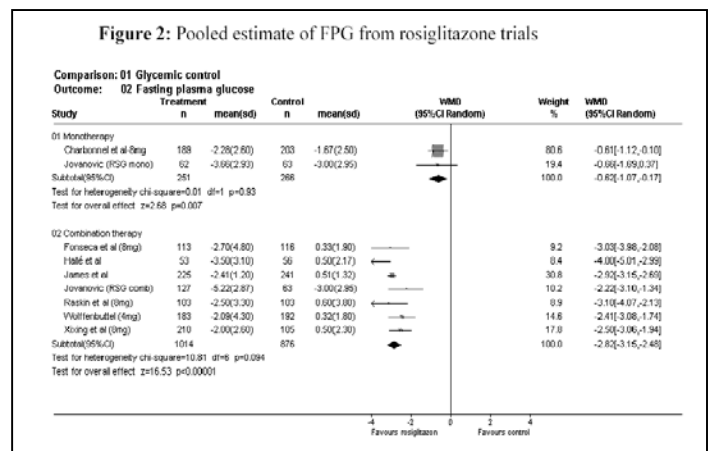 Figure 2: Pooled estimate of FPG from rosiglitazone trials
Comparison: 01 Glycemic control
Outcome: 02 Fasting plasma glucose
Treatment Control WMD Weight WMD
Study n mean(sd) n mean(sd) (95%CI Random) % (95%CI Random)
01 Monotherapy
Charbonnel et al-8mg 188 -2.28(2.60) 203 -1.67(2.50) 80.6 -0.61[-1.12,-0.10]
Jovanovic (RSG mono) 62 -3.66(2.93) 63 -3.00(2.95) 19.4 -0.66[-1.69,0.37]
Subtotal(95%CI) 251 266 100.0 -0.62[-1.07,-0.17]
Test for heterogeneity chi-square=0.01 df=1 p=0.93
Test for overall effect z=2.68 p=0.007
02 Combination therapy
Fonseca et al (8mg) 113 -2.70(4.80) 116 0.33(1.90) 9.2 -3.03[-3.98,-2.08]
Hallé et al 53 -3.50(3.10) 56 0.50(2.17) 8.4 -4.00[-5.01,-2.99]
James et al 225 -2.41(1.20) 241 0.51(1.32) 30.8 -2.92[-3.15,-2.69]
Jovanovic (RSG comb) 127 -5.22(2.87) 63 -3.00(2.95) 10.2 -2.22[-3.10,-1.34]
Raskin et al (8mg) 103 -2.50(3.30) 103 0.60(3.80) 8.9 -3.10[-4.07,-2.13]
Wolffenbuttel (4mg) 183 -2.09(4.30) 192 0.32(1.80) 14.6 -2.41[-3.08,-1.74]
Xixing et al (8mg) 210 -2.00(2.60) 105 0.50(2.30) 17.8 -2.50[-3.06,-1.94]
Subtotal(95%CI) 1014 876 100.0 -2.82[-3.15,-2.48]
Test for heterogeneity chi-square=10.81 df=6 p=0.094
Test for overall effect z=16.53 p<0.00001
-4 -2 0 2 4
Favours rosiglitazon Favours control